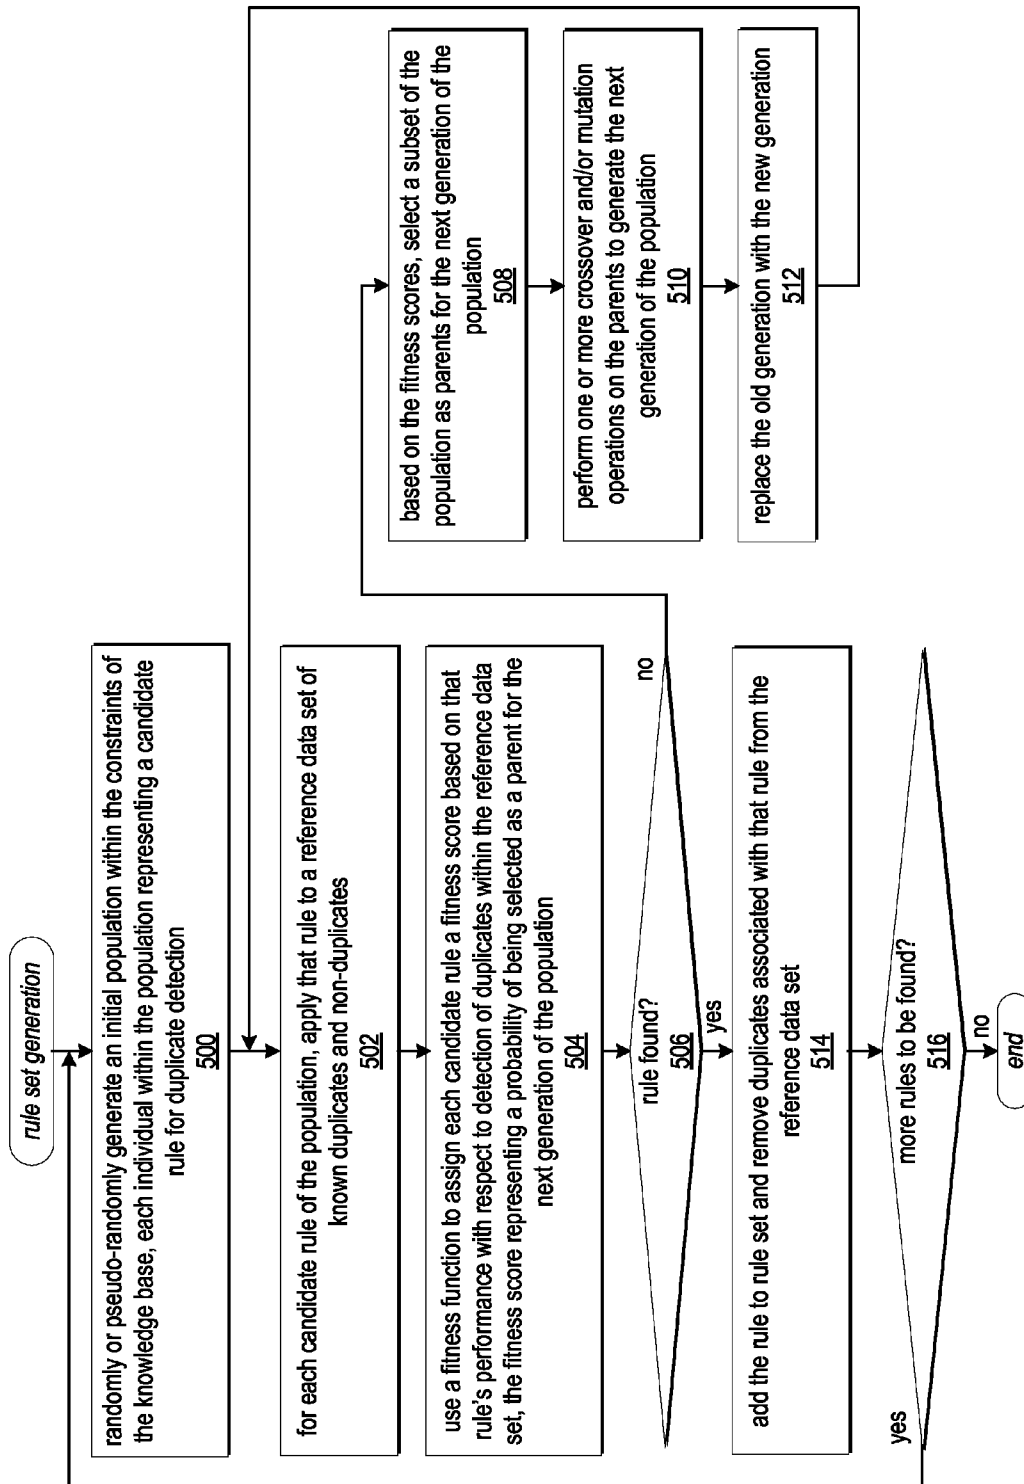 rule set generation
randomly or pseudo-randomly generate an initial population within the constraints of
the knowledge base, each individual within the population representing a candidate
rule for duplicate detection
500
for each candidate rule of the population, apply that rule to a reference data set of
known duplicates and non-duplicates
502
use a fitness function to assign each candidate rule a fitness score based on that
rule's performance with respect to detection of duplicates within the reference data
set, the fitness score representing a probability of being selected as a parent for the
next generation of the population
504
rule found?
506
no
yes
based on the fitness scores, select a subset of the
population as parents for the next generation of the
population
508
perform one or more crossover and/or mutation
operations on the parents to generate the next
generation of the population
510
replace the old generation with the new generation
512
add the rule to rule set and remove duplicates associated with that rule from the
reference data set
514
more rules to be found?
516
yes
no
end